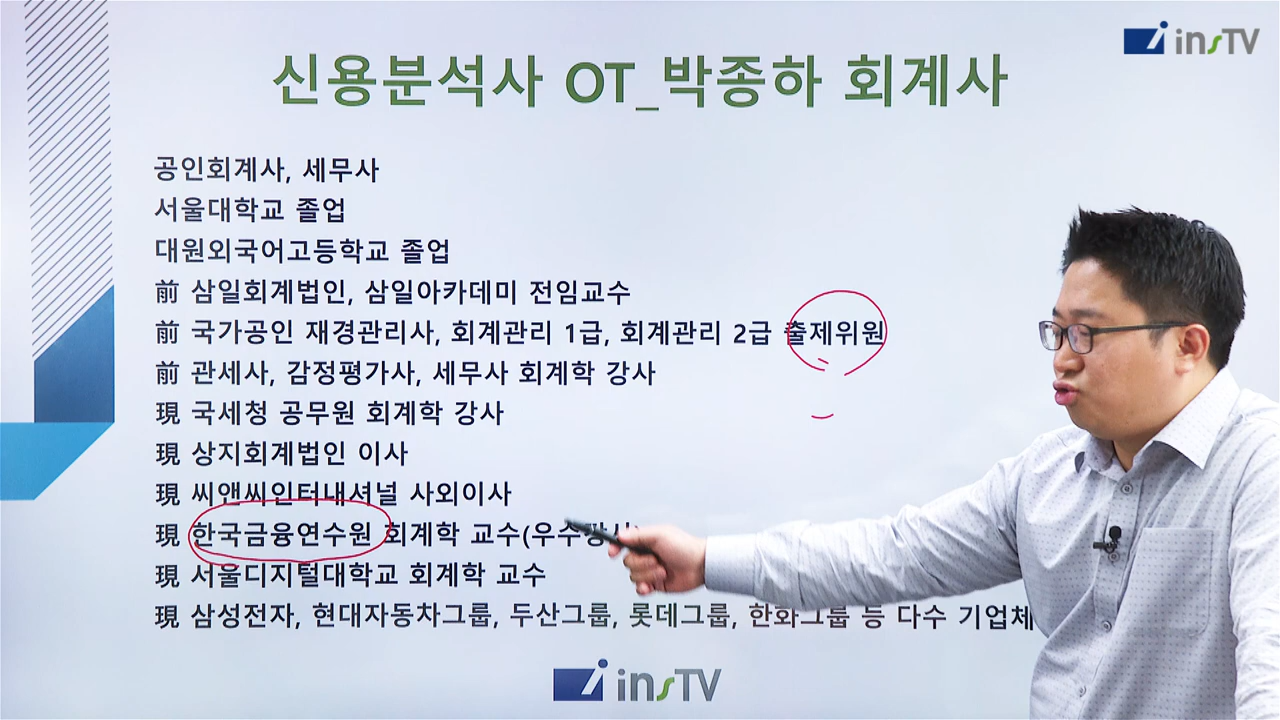 insTV
신용분석사 OT_박종하 회계사
공인회계사, 세무사
서울대학교 졸업
대원외국어고등학교 졸업
前 삼일회계법인, 삼일아카데미 전임교수
前 국가공인 재경관리사, 회계관리 1급, 회계관리 2급 출제위원
前 관세사, 감정평가사, 세무사 회계학 강사
現 국세청 공무원 회계학 강사
現 상지회계법인 이사
現 씨앤씨인터내셔널 사외이사
現 한국금융연수원 회계학 교수(우수강사)
現 서울디지털대학교 회계학 교수
現 삼성전자, 현대자동차그룹, 두산그룹, 롯데그룹, 한화그룹 등 다수 기업체
insTV